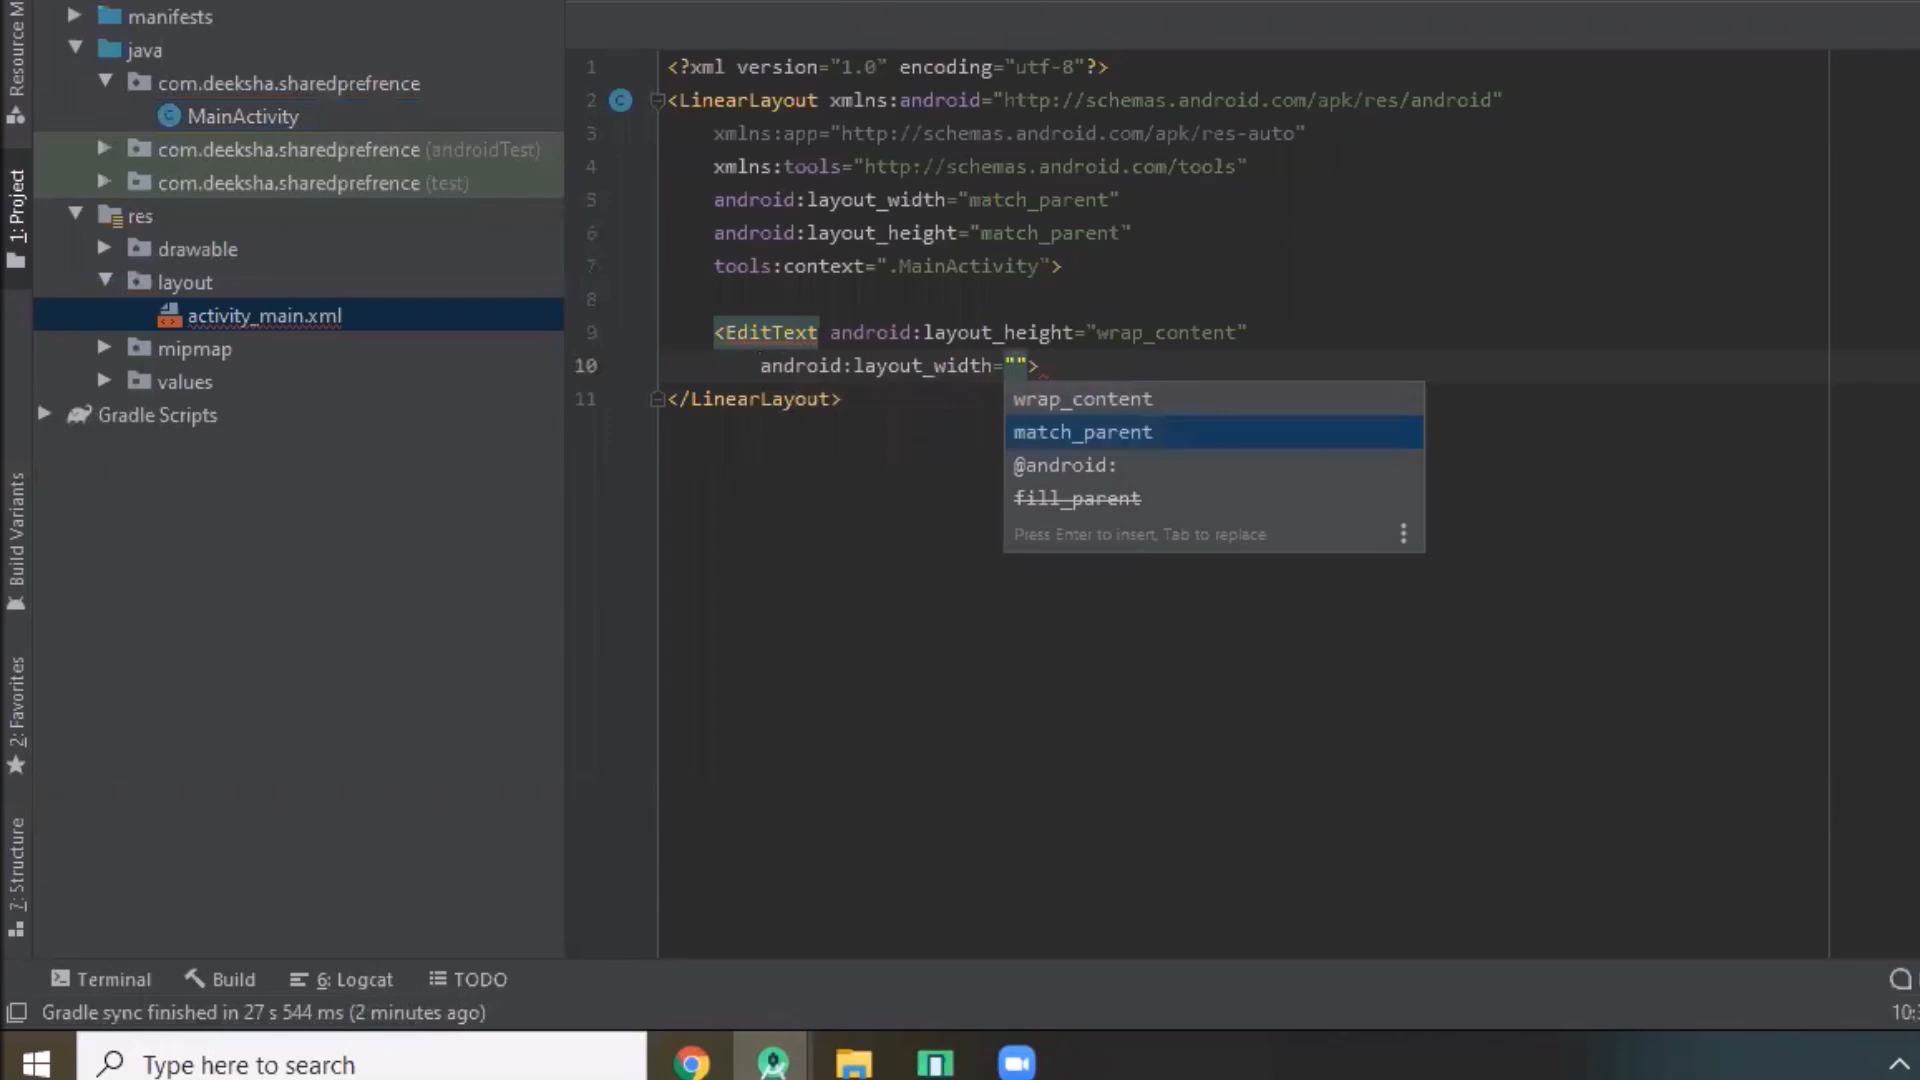 Resource M
1: Project
Build Variants
2: Favorites
7: Structure
manifests
java
com.deeksha.sharedprefrence
MainActivity
com.deeksha.sharedprefrence (androidTest)
com.deeksha.sharedprefrence (test)
res
drawable
layout
activity_main.xml
mipmap
values
Gradle Scripts
1 <?xml version="1.0" encoding="utf-8"?>
2 <LinearLayout xmlns:android="http://schemas.android.com/apk/res/android"
3 xmlns:app="http://schemas.android.com/apk/res-auto"
4 xmlns:tools="http://schemas.android.com/tools"
5 android:layout_width="match_parent"
6 android:layout_height="match_parent"
7 tools:context=".MainActivity">
8
9 <EditText android:layout_height="wrap_content"
10 android:layout_width="">
11 </LinearLayout>
wrap_content
match_parent
@android:
fill_parent
Press Enter to insert, Tab to replace
Terminal Build 6: Logcat TODO
Gradle sync finished in 27 s 544 ms (2 minutes ago)
Type here to search